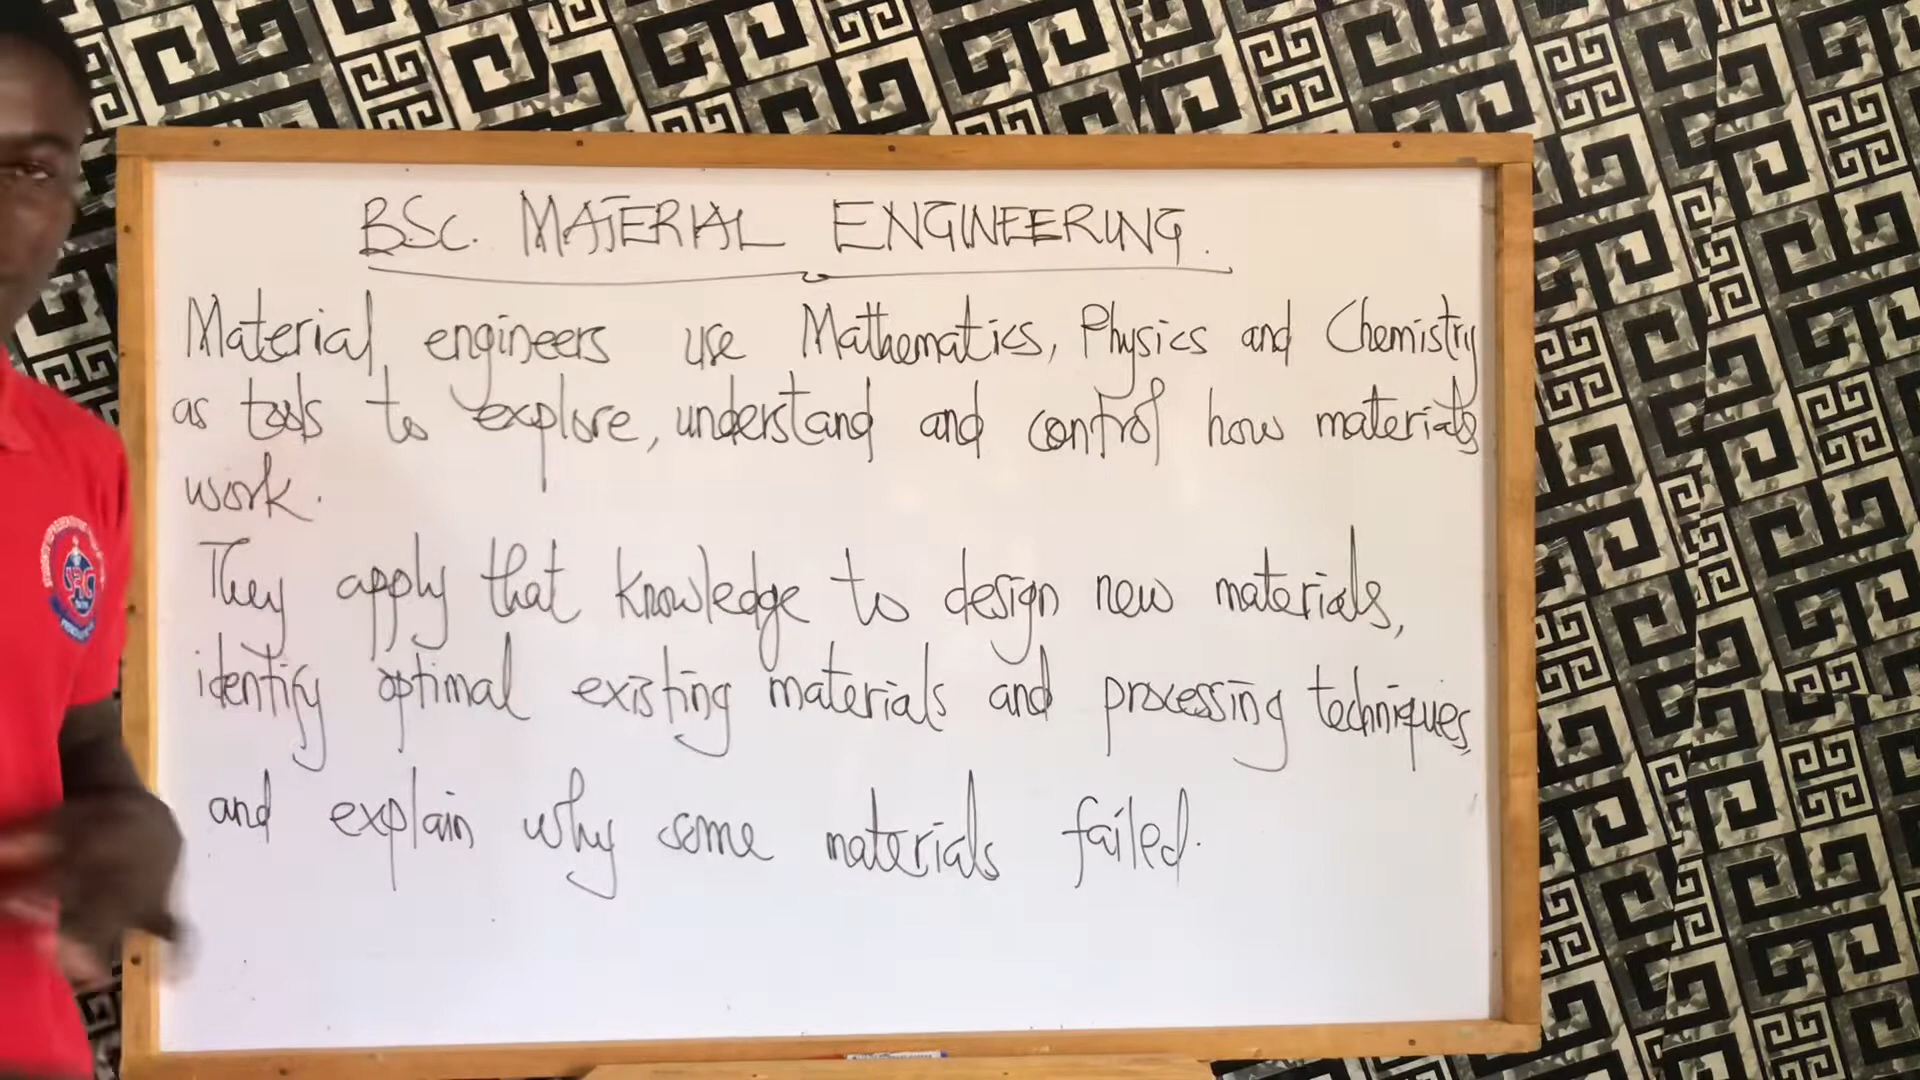 BSc. MATERIAL ENGINEERING.
Material engineers use Mathematics, Physics and Chemistry
as tools to explore, understand and control how materials
work.
They apply that knowledge to design new materials,
identify optimal existing materials and processing techniques,
and explain why some materials failed.
SRC